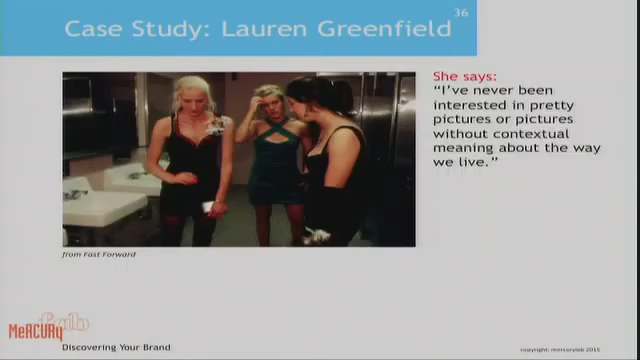 36
Case Study: Lauren Greenfield
She says:
“I’ve never been
interested in pretty
pictures or pictures
without contextual
meaning about the way
we live.”
from Fast Forward
MeRCURy
lab
Discovering Your Brand
copyright: mercurylab 2015